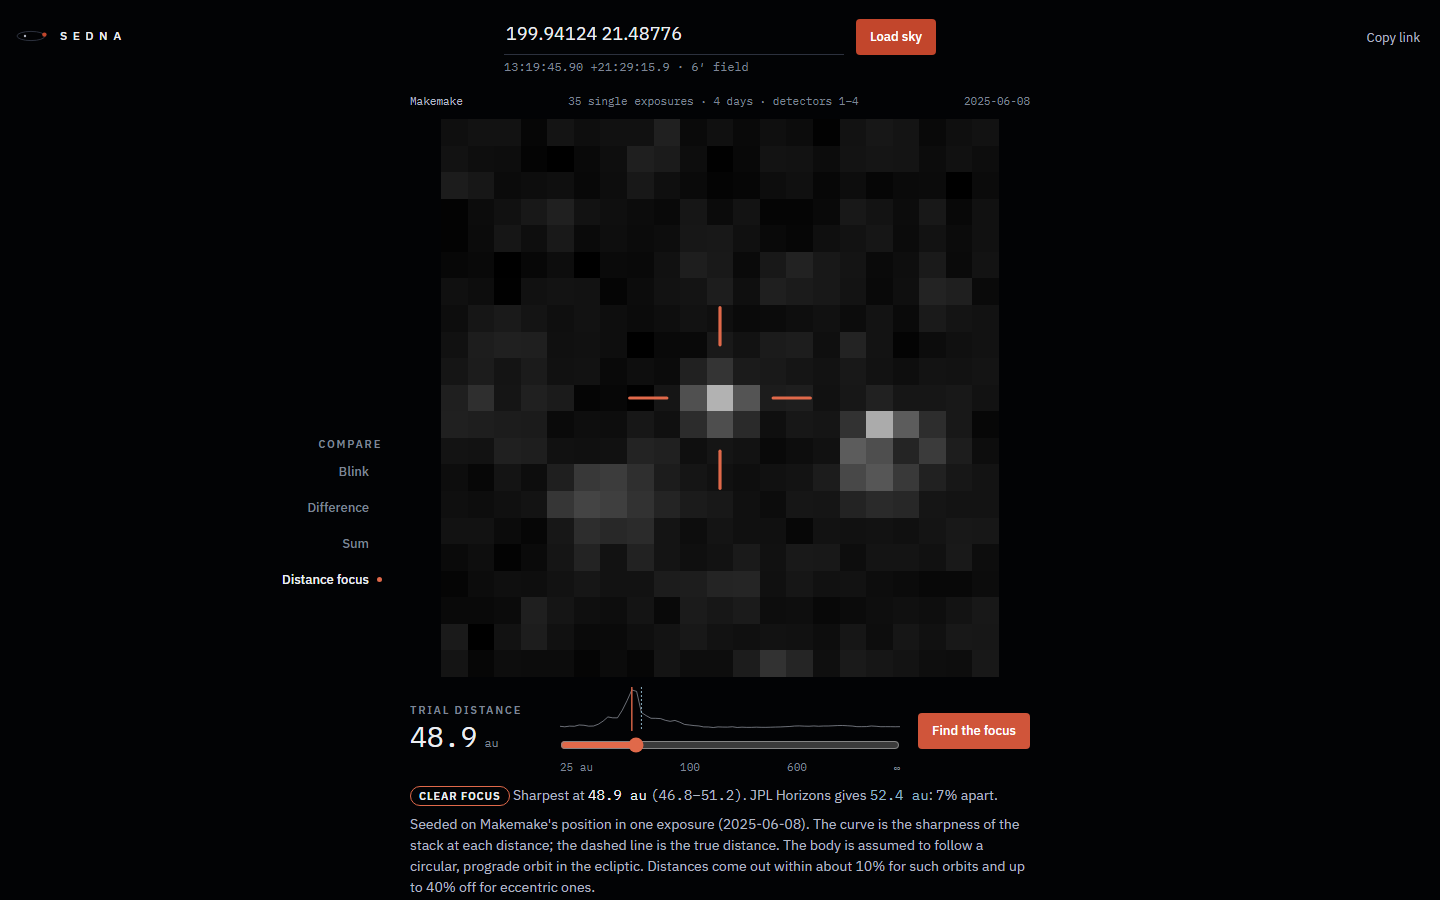 SEDNA
199.94124 21.48776
Load sky
Copy link
13:19:45.90 +21:29:15.9 · 6′ field
Makemake
35 single exposures · 4 days · detectors 1–4
2025-06-08
COMPARE
Blink
Difference
Sum
Distance focus
TRIAL DISTANCE
48.9 au
25 au
100
600
∞
Find the focus
CLEAR FOCUS Sharpest at 48.9 au (46.8–51.2). JPL Horizons gives 52.4 au: 7% apart.
Seeded on Makemake's position in one exposure (2025-06-08). The curve is the sharpness of the
stack at each distance; the dashed line is the true distance. The body is assumed to follow a
circular, prograde orbit in the ecliptic. Distances come out within about 10% for such orbits and up
to 40% off for eccentric ones.